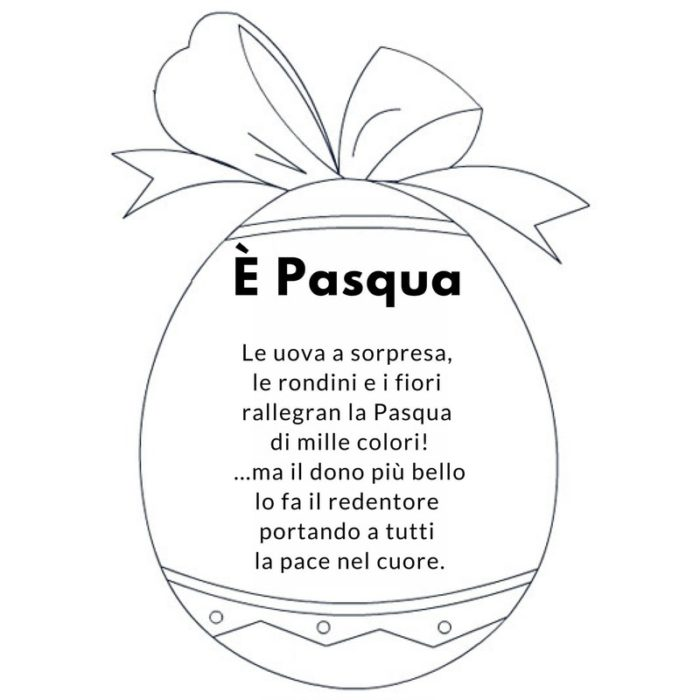 È Pasqua
Le uova a sorpresa,
le rondini e i fiori
rallegran la Pasqua
di mille colori!
...ma il dono più bello
lo fa il redentore
portando a tutti
la pace nel cuore.